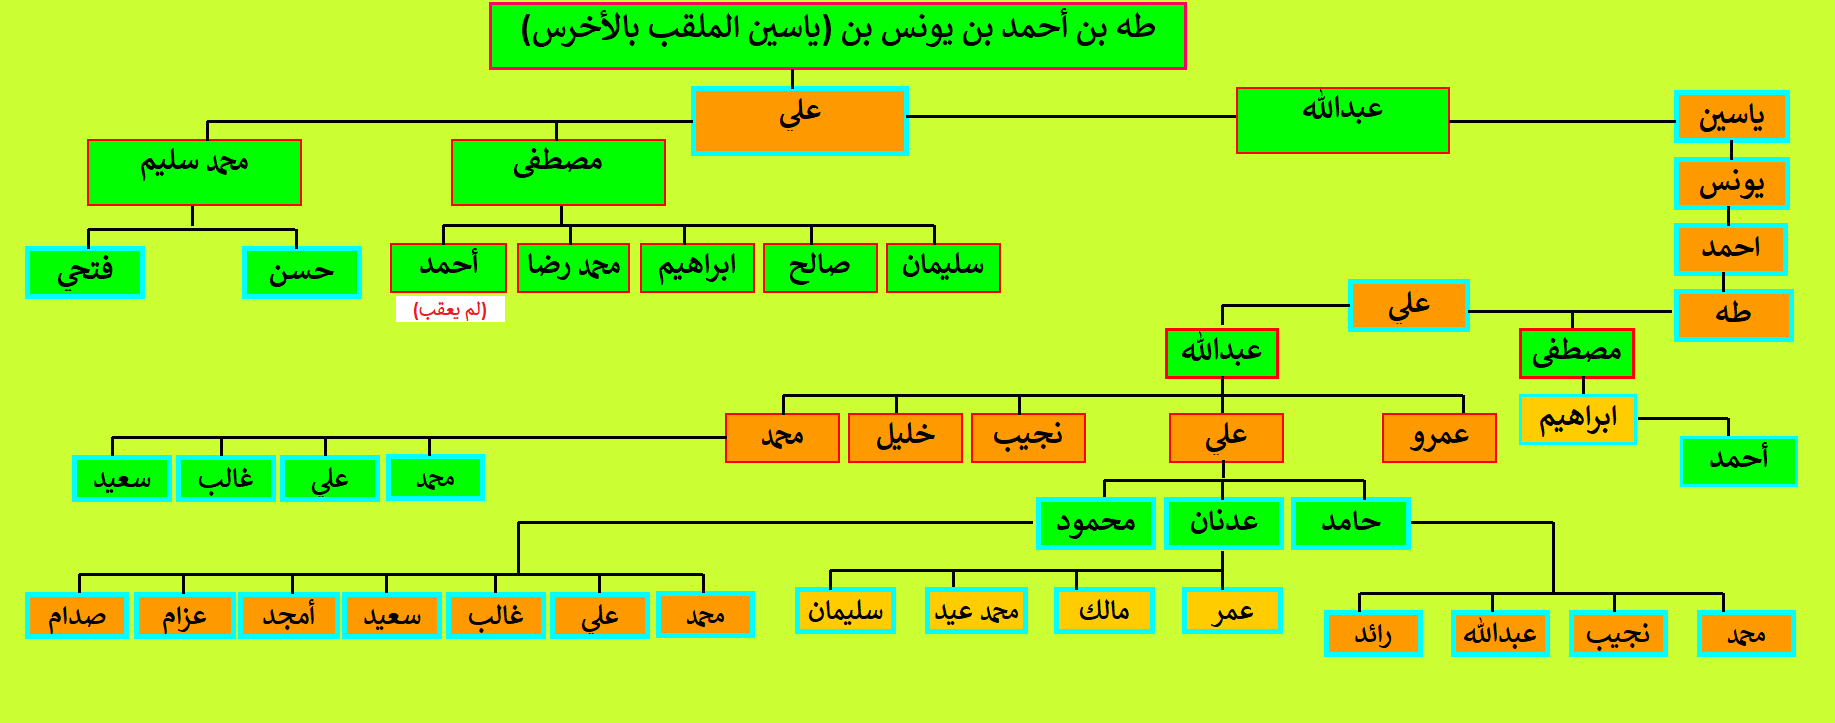 طه بن أحمد بن يونس بن (ياسين الملقب بالأخرس)
ياسين
عبدالله
علي
مصطفى
محمد سليم
يونس
احمد
سليمان
صالح
ابراهيم
محمد رضا
أحمد
حسن
فتحي
(لم يعقب)
طه
علي
مصطفى
عبدالله
ابراهيم
أحمد
عمرو
علي
نجيب
خليل
محمد
محمد
علي
غالب
سعيد
حامد
عدنان
محمود
محمد
نجيب
عبدالله
رائد
عمر
مالك
محمد عيد
سليمان
محمد
علي
غالب
سعيد
أمجد
عزام
صدام